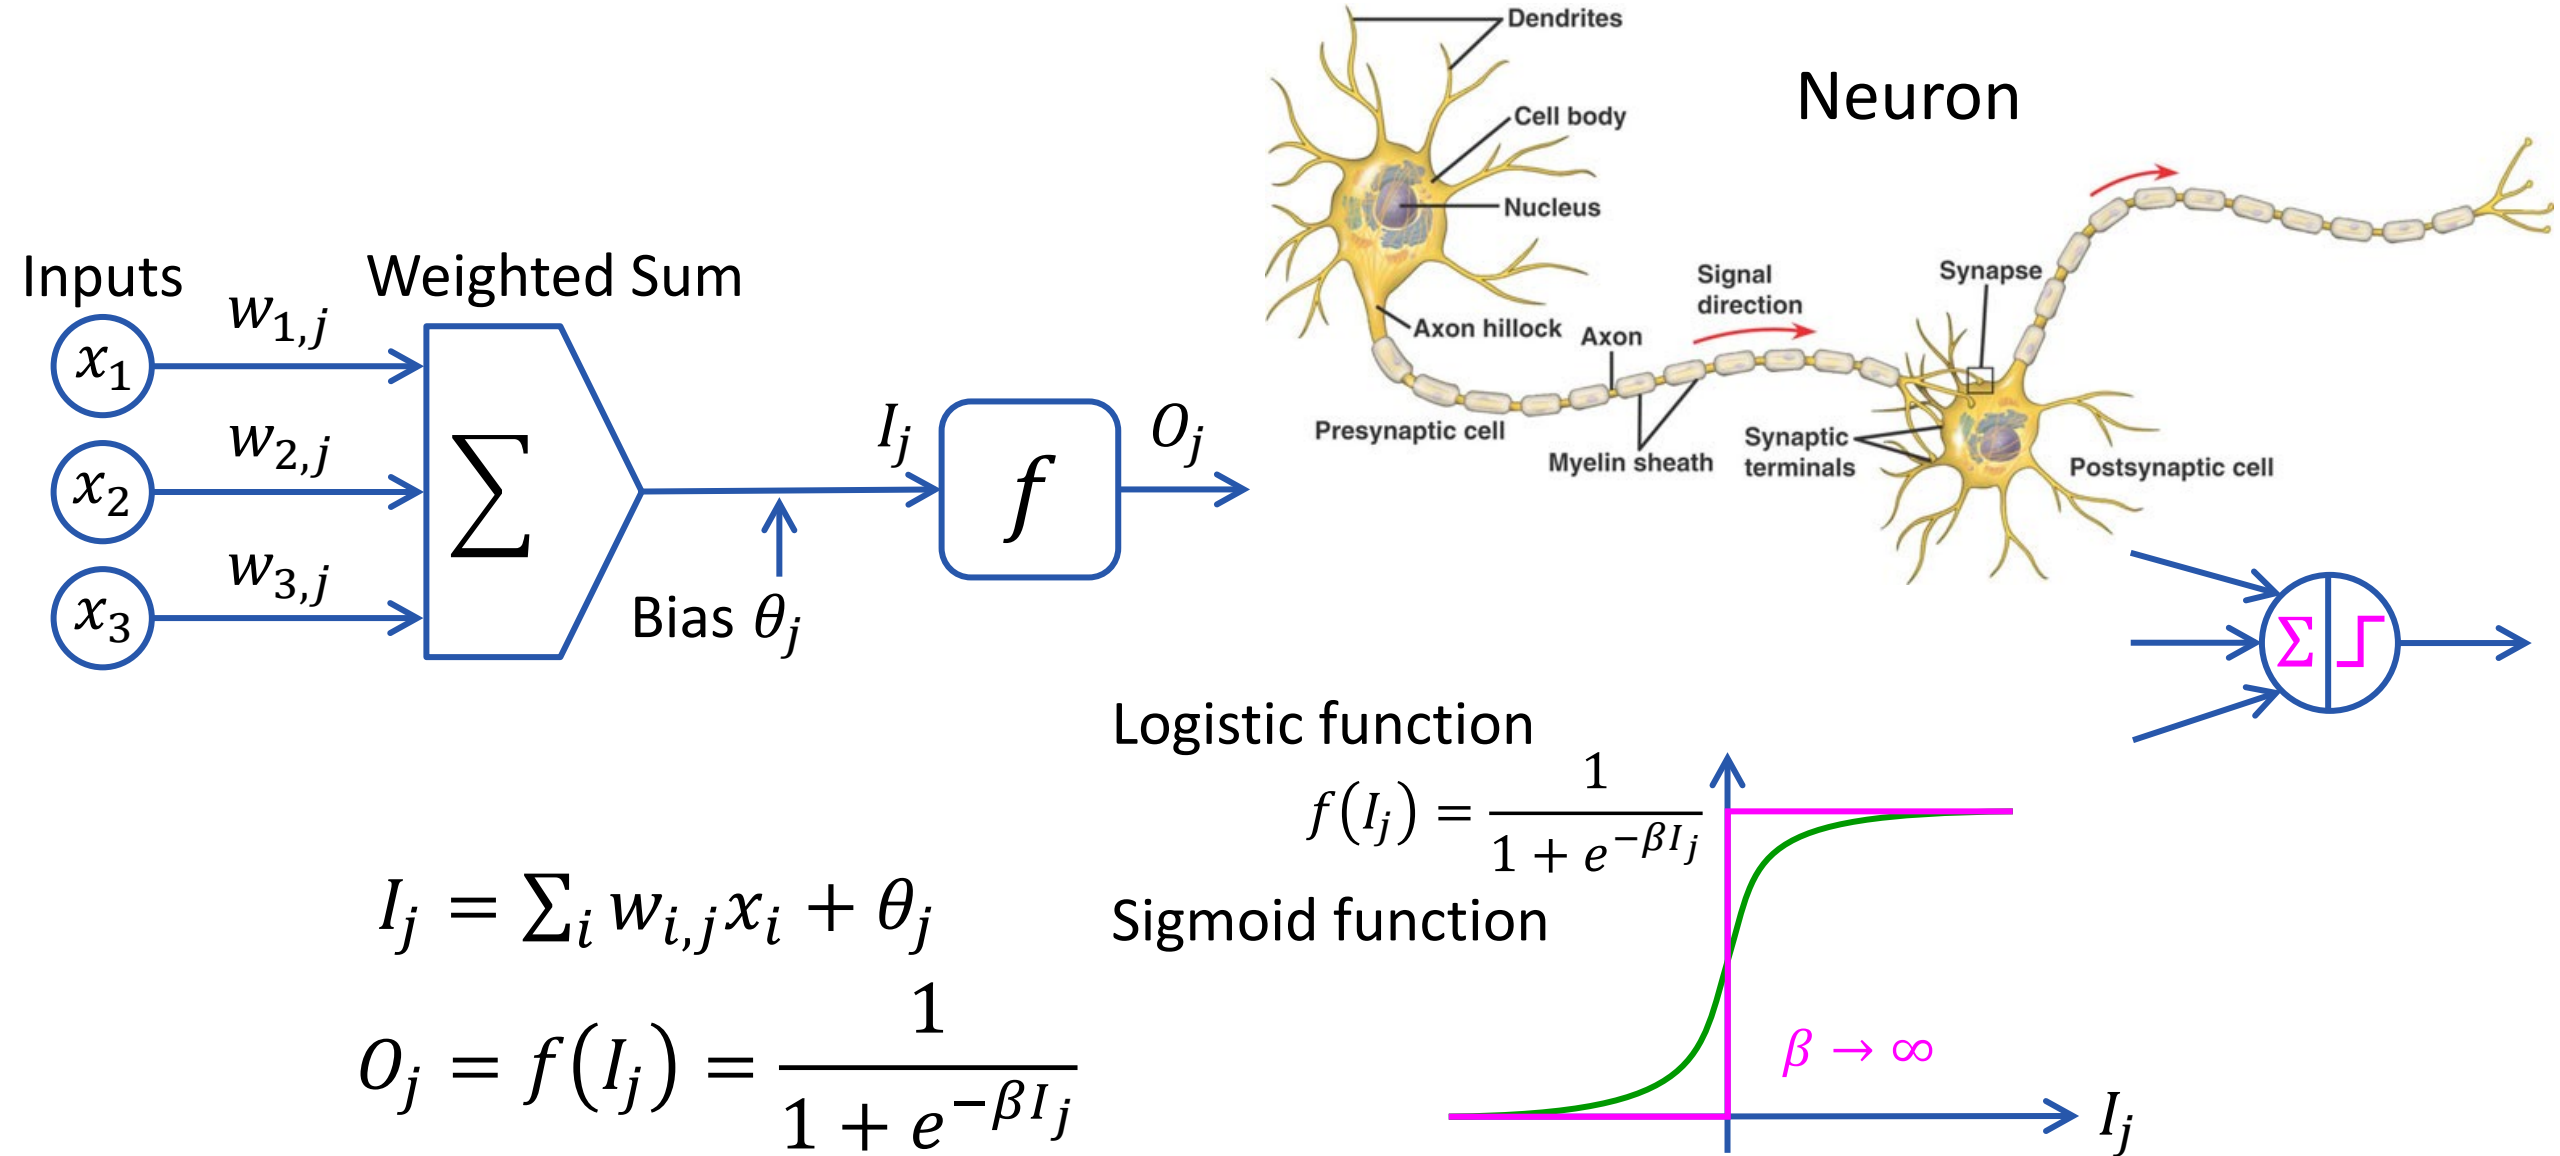 Neuron
Dendrites
Cell body
Nucleus
Axon hillock
Axon
Signal
direction
Synapse
Presynaptic cell
Myelin sheath
Synaptic
terminals
Postsynaptic cell
Inputs
Weighted Sum
x₁
w₁,ⱼ
x₂
w₂,ⱼ
x₃
w₃,ⱼ
∑
Iⱼ
f
Oⱼ
Bias θⱼ
Σ
Logistic function
f(Iⱼ) = 1 / (1 + e^(−βIⱼ))
Sigmoid function
β → ∞
Iⱼ
Iⱼ = ∑ᵢ wᵢ,ⱼxᵢ + θⱼ
Oⱼ = f(Iⱼ) = 1 / (1 + e^(−βIⱼ))